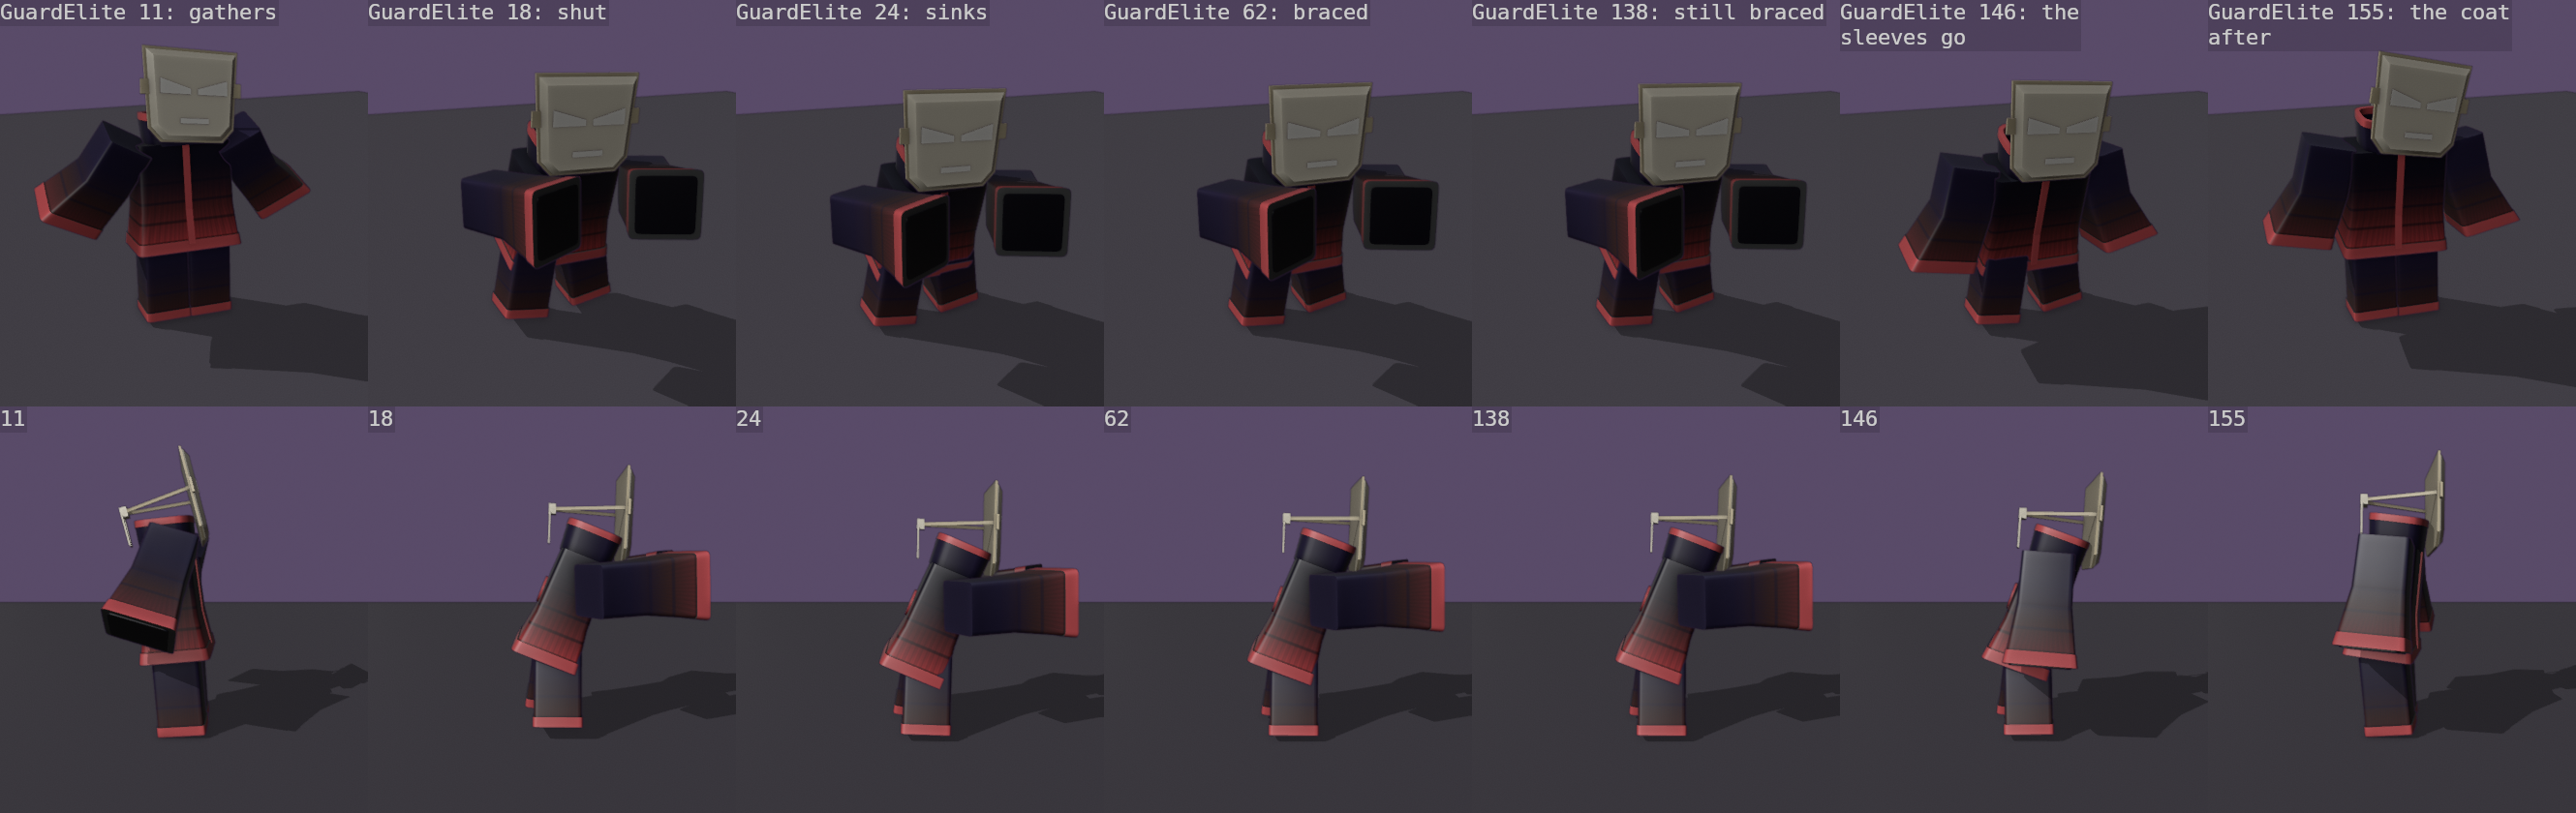 GuardElite 11: gathers
GuardElite 18: shut
GuardElite 24: sinks
GuardElite 62: braced
GuardElite 138: still braced
GuardElite 146: the
sleeves go
GuardElite 155: the coat
after
11
18
24
62
138
146
155